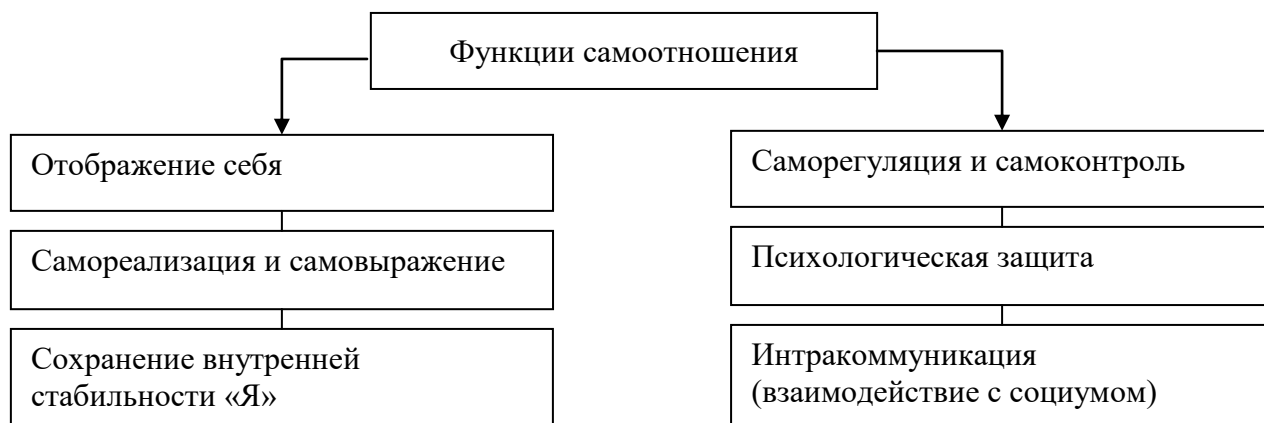 Функции самоотношения
Отображение себя
Самореализация и самовыражение
Сохранение внутренней
стабильности «Я»
Саморегуляция и самоконтроль
Психологическая защита
Интракоммуникация
(взаимодействие с социумом)